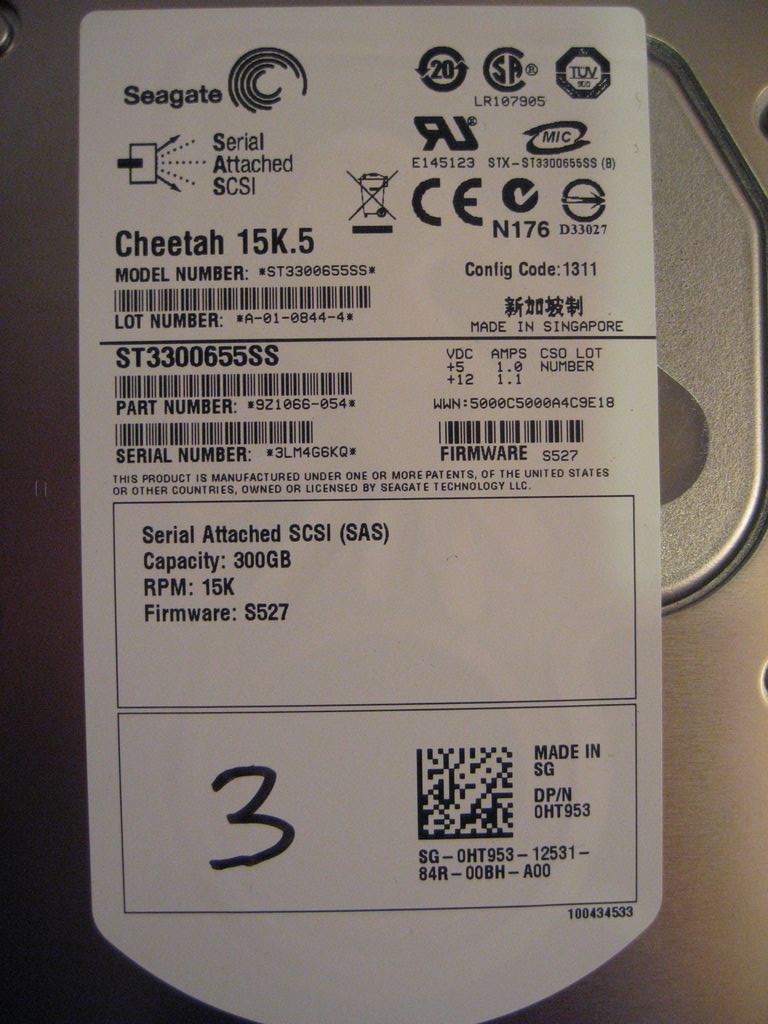 Seagate
20
SA ®
TUV
LR107905
Serial
Attached
SCSI
MIC
E145123 STX-ST3300655SS (B)
CE
N176 D33027
Cheetah 15K.5
MODEL NUMBER: *ST3300655SS*
Config Code:1311
LOT NUMBER: *A-01-0844-4*
新加坡制
MADE IN SINGAPORE
ST3300655SS
VDC AMPS CSO LOT
+5 1.0 NUMBER
+12 1.1
PART NUMBER: *9Z1066-054*
WWN:5000C5000A4C9E18
SERIAL NUMBER: *3LM4G6KQ*
FIRMWARE S527
THIS PRODUCT IS MANUFACTURED UNDER ONE OR MORE PATENTS, OF THE UNITED STATES
OR OTHER COUNTRIES, OWNED OR LICENSED BY SEAGATE TECHNOLOGY LLC.
Serial Attached SCSI (SAS)
Capacity: 300GB
RPM: 15K
Firmware: S527
3
MADE IN
SG
DP/N
0HT953
SG-0HT953-12531-
84R-00BH-A00
100434533